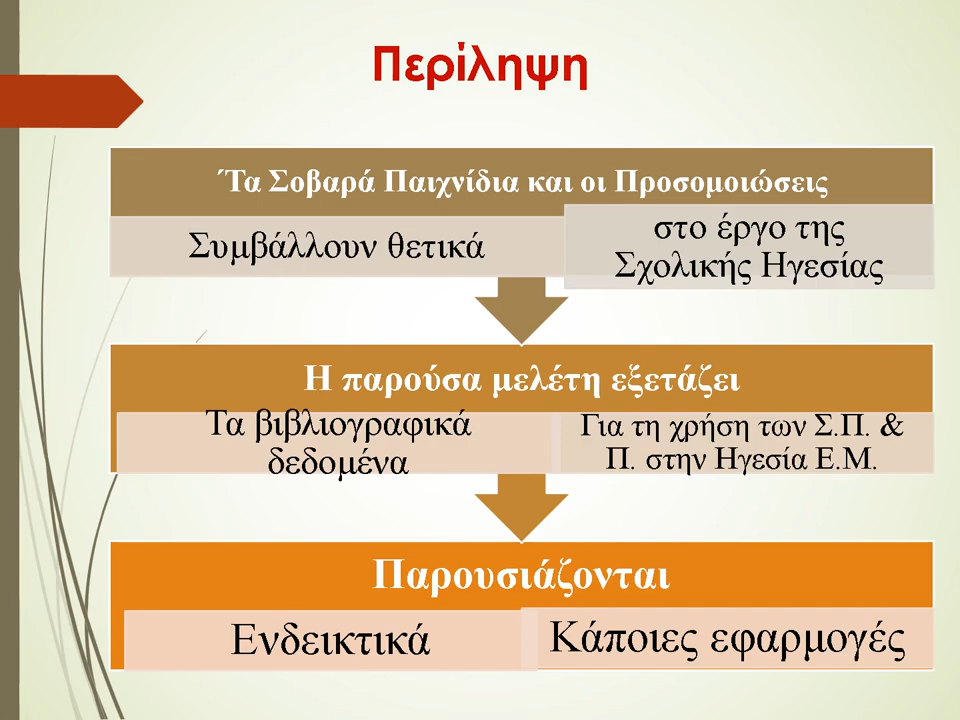 Περίληψη
΄Τα Σοβαρά Παιχνίδια και οι Προσομοιώσεις
Συμβάλλουν θετικά
στο έργο της
Σχολικής Ηγεσίας
Η παρούσα μελέτη εξετάζει
Τα βιβλιογραφικά
δεδομένα
Για τη χρήση των Σ.Π. &
Π. στην Ηγεσία Ε.Μ.
Παρουσιάζονται
Ενδεικτικά
Κάποιες εφαρμογές